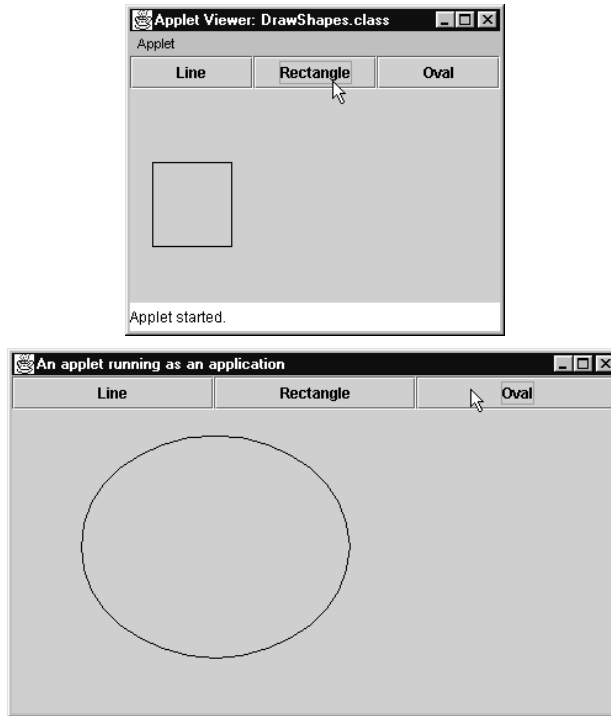 Applet Viewer: DrawShapes.class
Applet
Line Rectangle Oval
Applet started.
An applet running as an application
Line Rectangle Oval